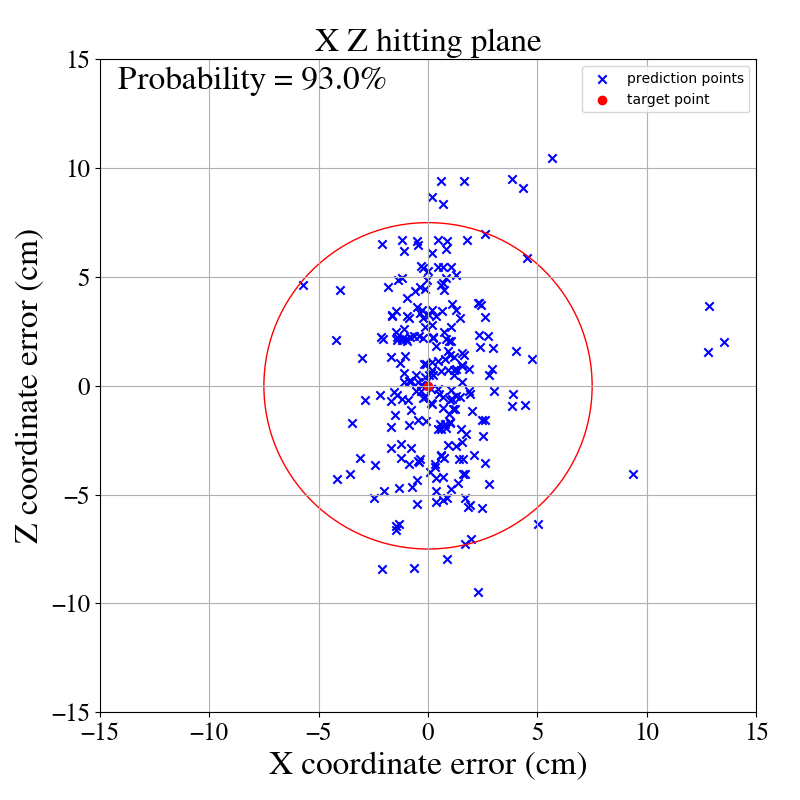 X Z hitting plane
Probability = 93.0%
prediction points
target point
Z coordinate error (cm)
15
10
5
0
−5
−10
−15
−15
−10
−5
0
5
10
15
X coordinate error (cm)